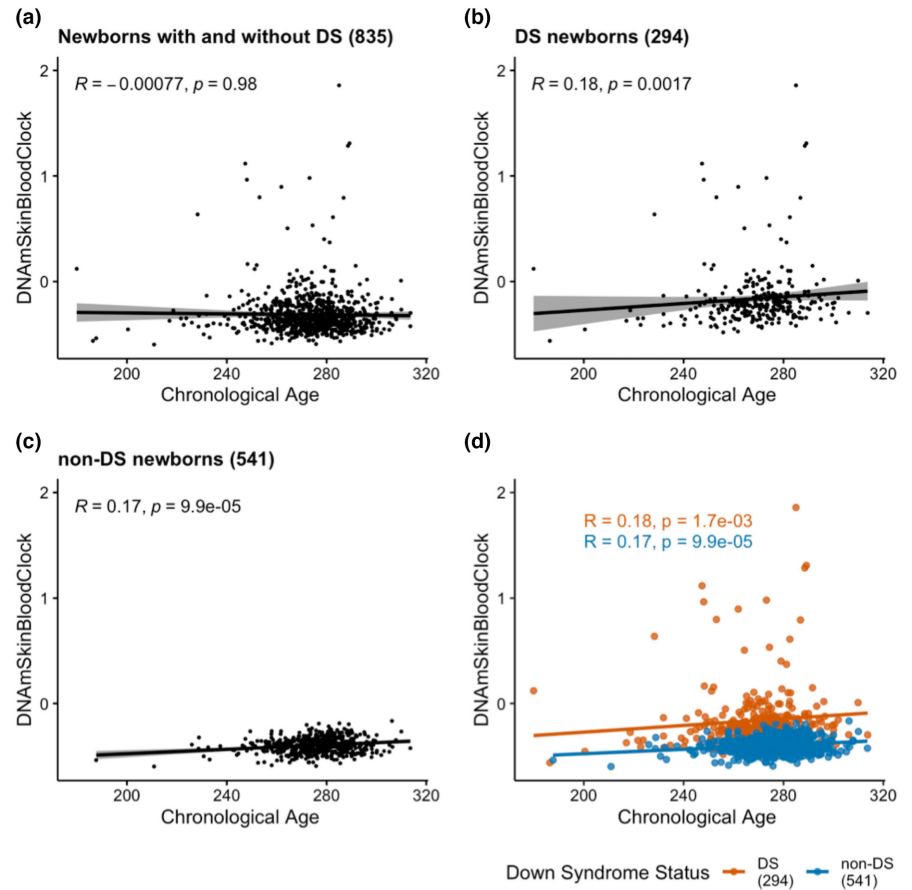 (a)
Newborns with and without DS (835)
R = −0.00077, p = 0.98
DNAmSkinBloodClock
2
1
0
200 240 280 320
Chronological Age
(b)
DS newborns (294)
R = 0.18, p = 0.0017
DNAmSkinBloodClock
2
1
0
200 240 280 320
Chronological Age
(c)
non-DS newborns (541)
R = 0.17, p = 9.9e-05
DNAmSkinBloodClock
2
1
0
200 240 280 320
Chronological Age
(d)
R = 0.18, p = 1.7e-03
R = 0.17, p = 9.9e-05
DNAmSkinBloodClock
2
1
0
200 240 280 320
Chronological Age
Down Syndrome Status
DS
(294)
non-DS
(541)